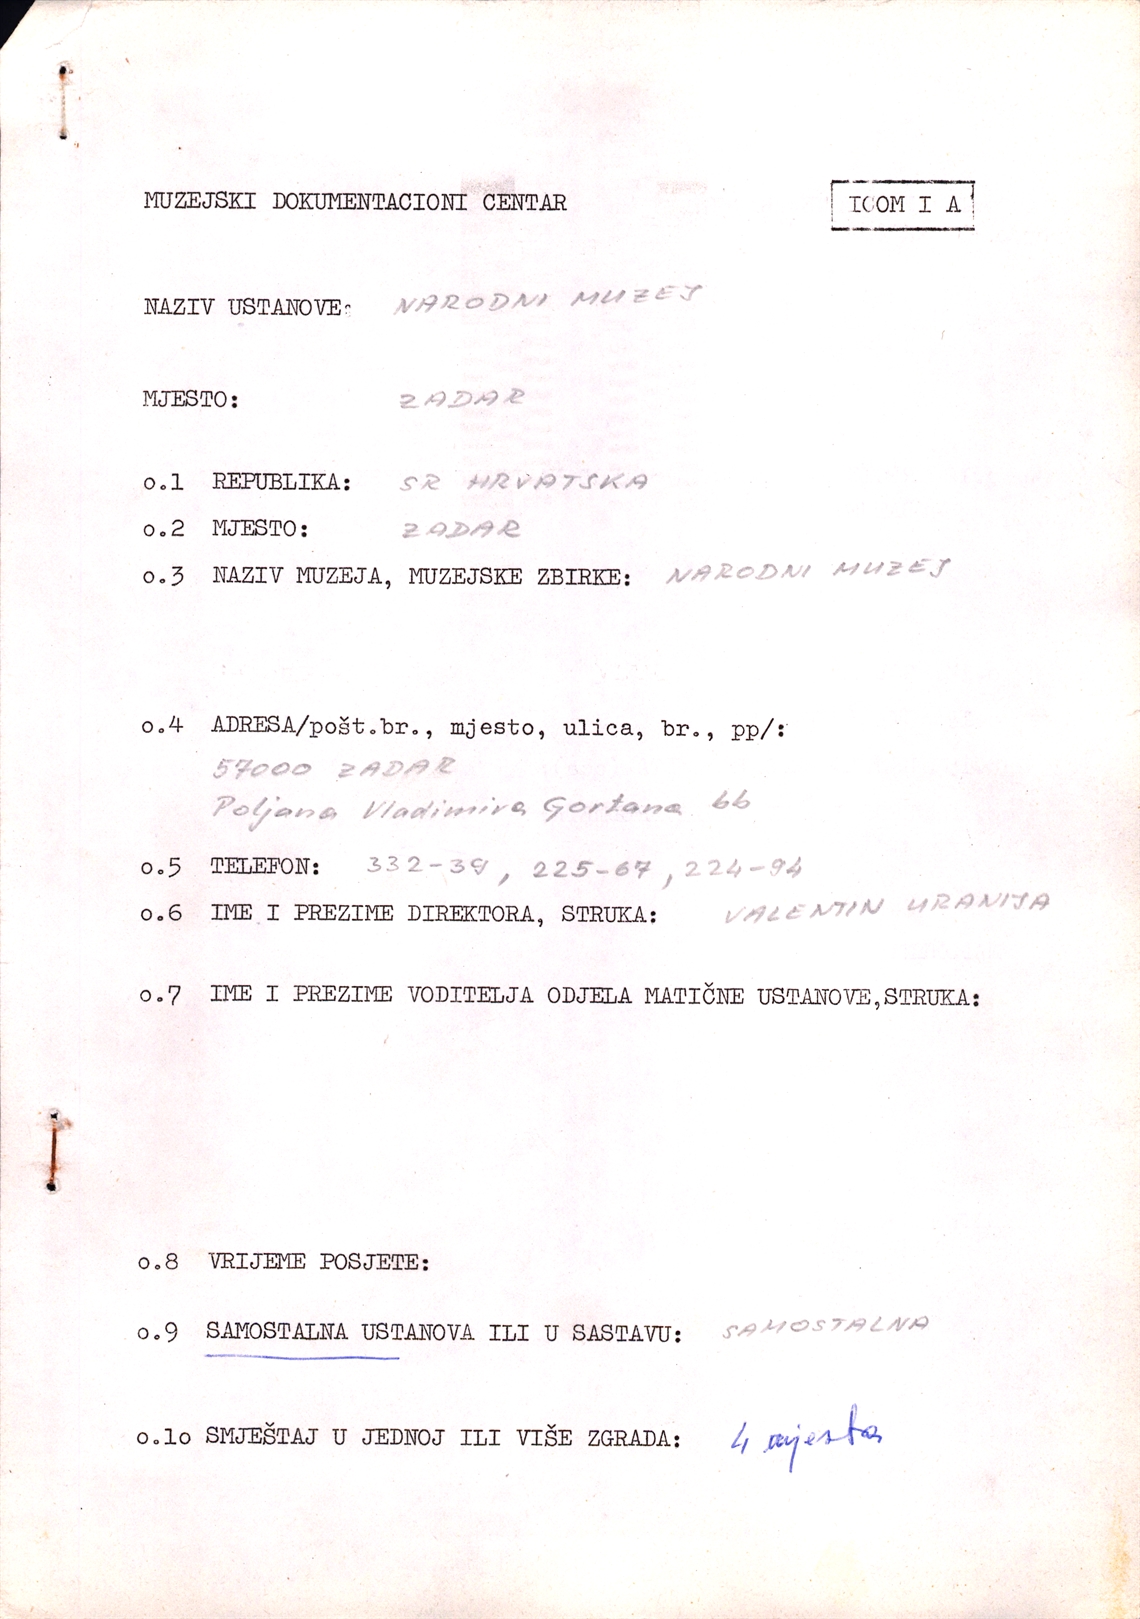 MUZEJSKI DOKUMENTACIONI CENTAR
ICOM I A
NAZIV USTANOVE: NARODNI MUZEJ
MJESTO: ZADAR
o.1 REPUBLIKA: SR HRVATSKA
o.2 MJESTO: ZADAR
o.3 NAZIV MUZEJA, MUZEJSKE ZBIRKE: NARODNI MUZEJ
o.4 ADRESA/pošt.br., mjesto, ulica, br., pp/:
57000 ZADAR
Poljana Vladimira Gortana bb
o.5 TELEFON: 332-39, 225-67, 224-94
o.6 IME I PREZIME DIREKTORA, STRUKA: VALENTIN URANIJA
o.7 IME I PREZIME VODITELJA ODJELA MATIČNE USTANOVE,STRUKA:
o.8 VRIJEME POSJETE:
o.9 SAMOSTALNA USTANOVA ILI U SASTAVU: SAMOSTALNA
o.lo SMJEŠTAJ U JEDNOJ ILI VIŠE ZGRADA: 4 mjesta